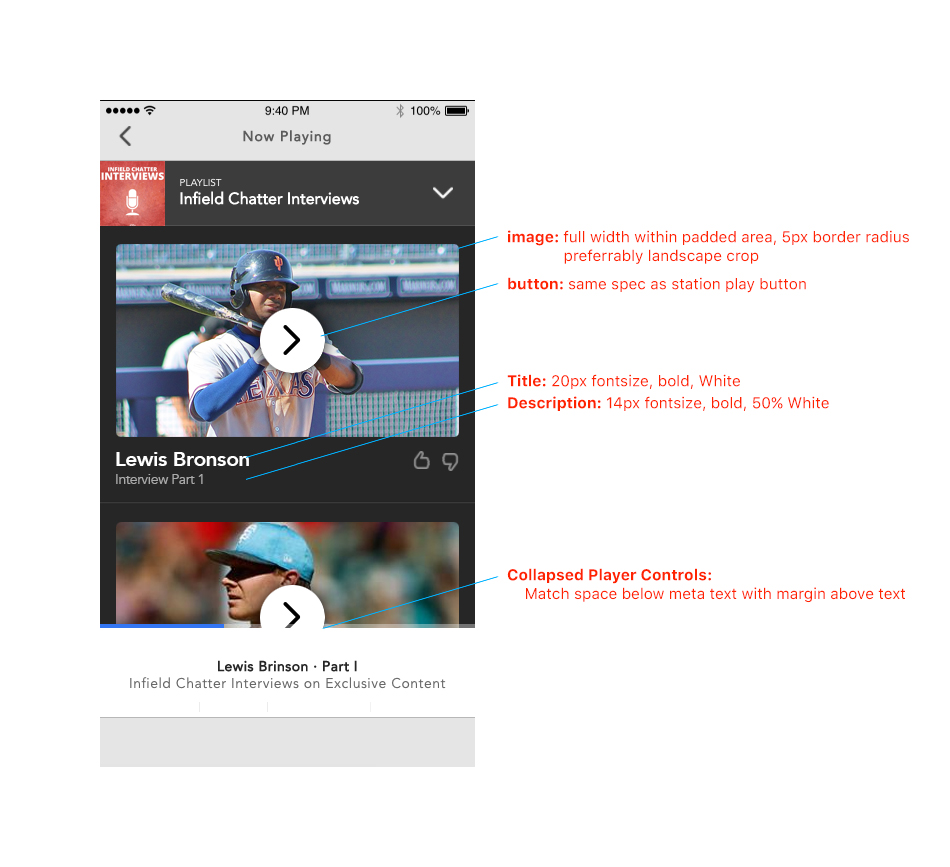 9:40 PM
100%
Now Playing
INFIELD CHATTER
INTERVIEWS
PLAYLIST
Infield Chatter Interviews
image: full width within padded area, 5px border radius
preferrably landscape crop
button: same spec as station play button
TEXAS
Title: 20px fontsize, bold, White
Description: 14px fontsize, bold, 50% White
Lewis Bronson
Interview Part 1
Collapsed Player Controls:
Match space below meta text with margin above text
Lewis Brinson · Part I
Infield Chatter Interviews on Exclusive Content